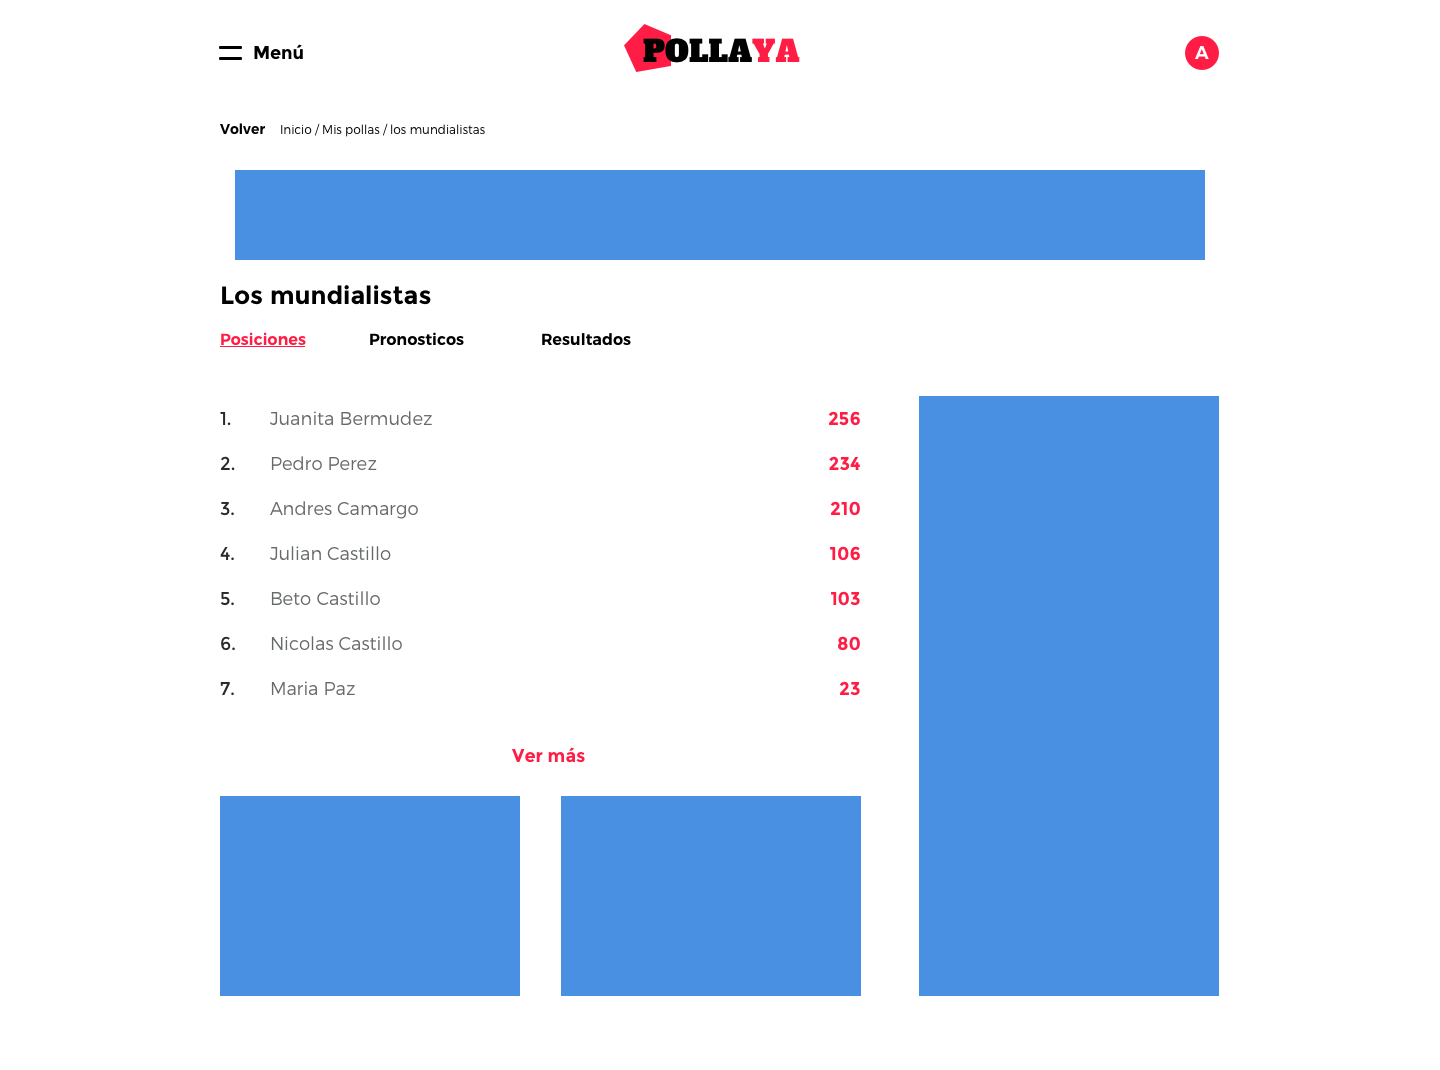 Menú
POLLAYA
A
Volver Inicio / Mis pollas / los mundialistas
Los mundialistas
Posiciones Pronosticos Resultados
1. Juanita Bermudez 256
2. Pedro Perez 234
3. Andres Camargo 210
4. Julian Castillo 106
5. Beto Castillo 103
6. Nicolas Castillo 80
7. Maria Paz 23
Ver más